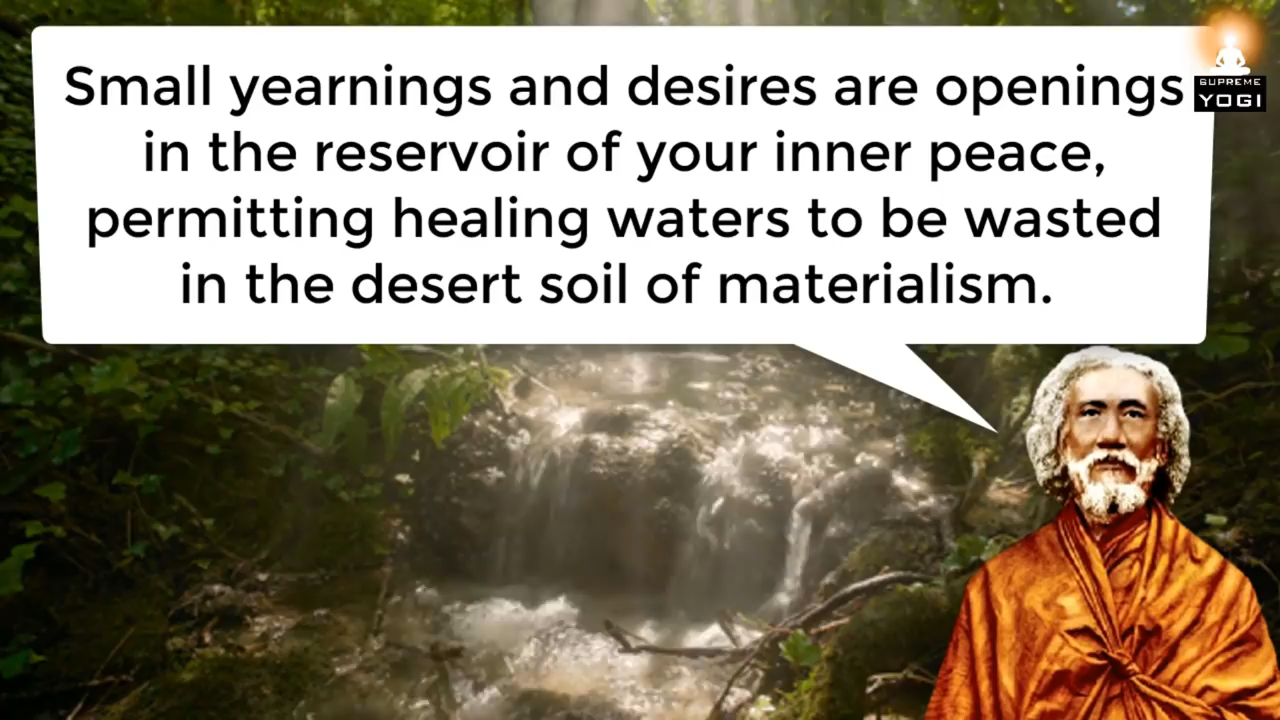 Small yearnings and desires are openings
in the reservoir of your inner peace,
permitting healing waters to be wasted
in the desert soil of materialism.
SUPREME
YOGI